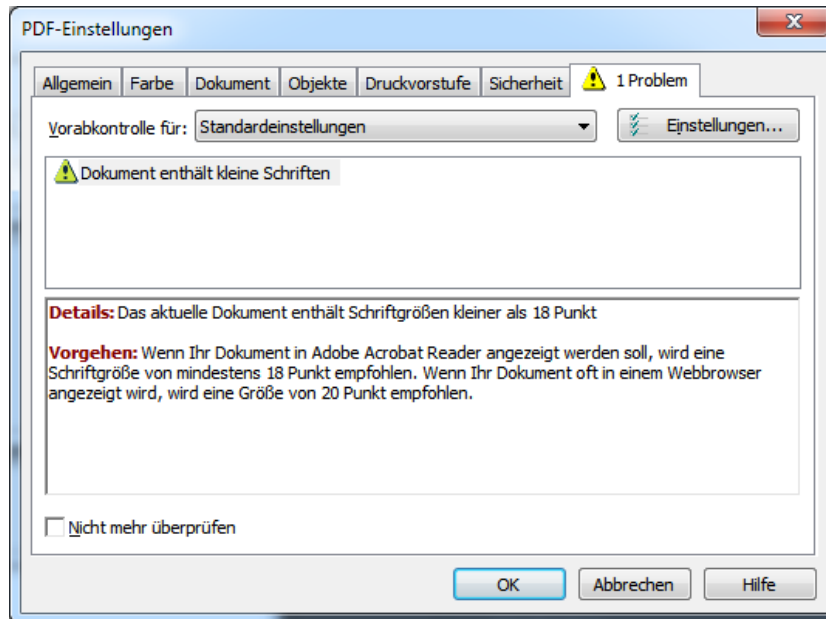 PDF-Einstellungen
Allgemein Farbe Dokument Objekte Druckvorstufe Sicherheit 1 Problem
Vorabkontrolle für: Standardeinstellungen Einstellungen...
Dokument enthält kleine Schriften
Details: Das aktuelle Dokument enthält Schriftgrößen kleiner als 18 Punkt
Vorgehen: Wenn Ihr Dokument in Adobe Acrobat Reader angezeigt werden soll, wird eine
Schriftgröße von mindestens 18 Punkt empfohlen. Wenn Ihr Dokument oft in einem Webbrowser
angezeigt wird, wird eine Größe von 20 Punkt empfohlen.
Nicht mehr überprüfen
OK Abbrechen Hilfe